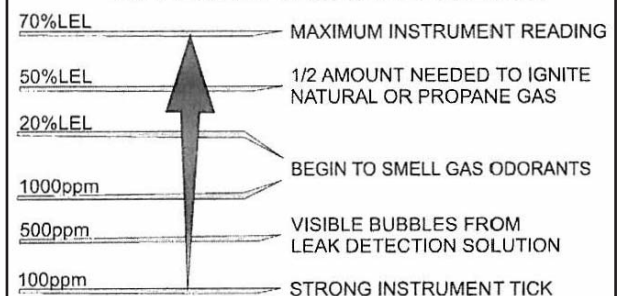 70%LEL
MAXIMUM INSTRUMENT READING
50%LEL
1/2 AMOUNT NEEDED TO IGNITE
NATURAL OR PROPANE GAS
20%LEL
BEGIN TO SMELL GAS ODORANTS
1000ppm
500ppm
VISIBLE BUBBLES FROM
LEAK DETECTION SOLUTION
100ppm
STRONG INSTRUMENT TICK